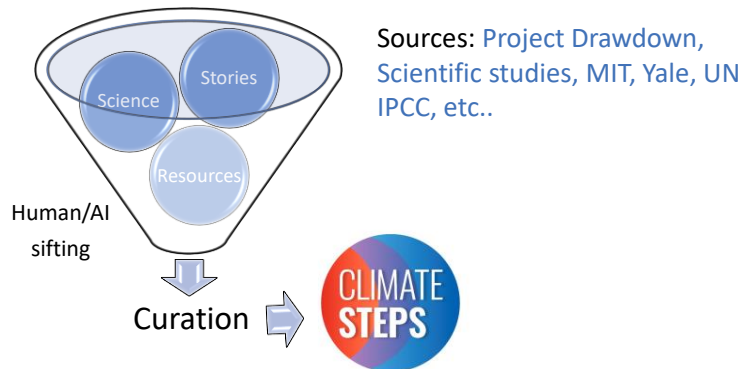 Sources: Project Drawdown,
Scientific studies, MIT, Yale, UN
IPCC, etc..
Stories
Science
Resources
Human/AI
sifting
Curation
CLIMATE
STEPS